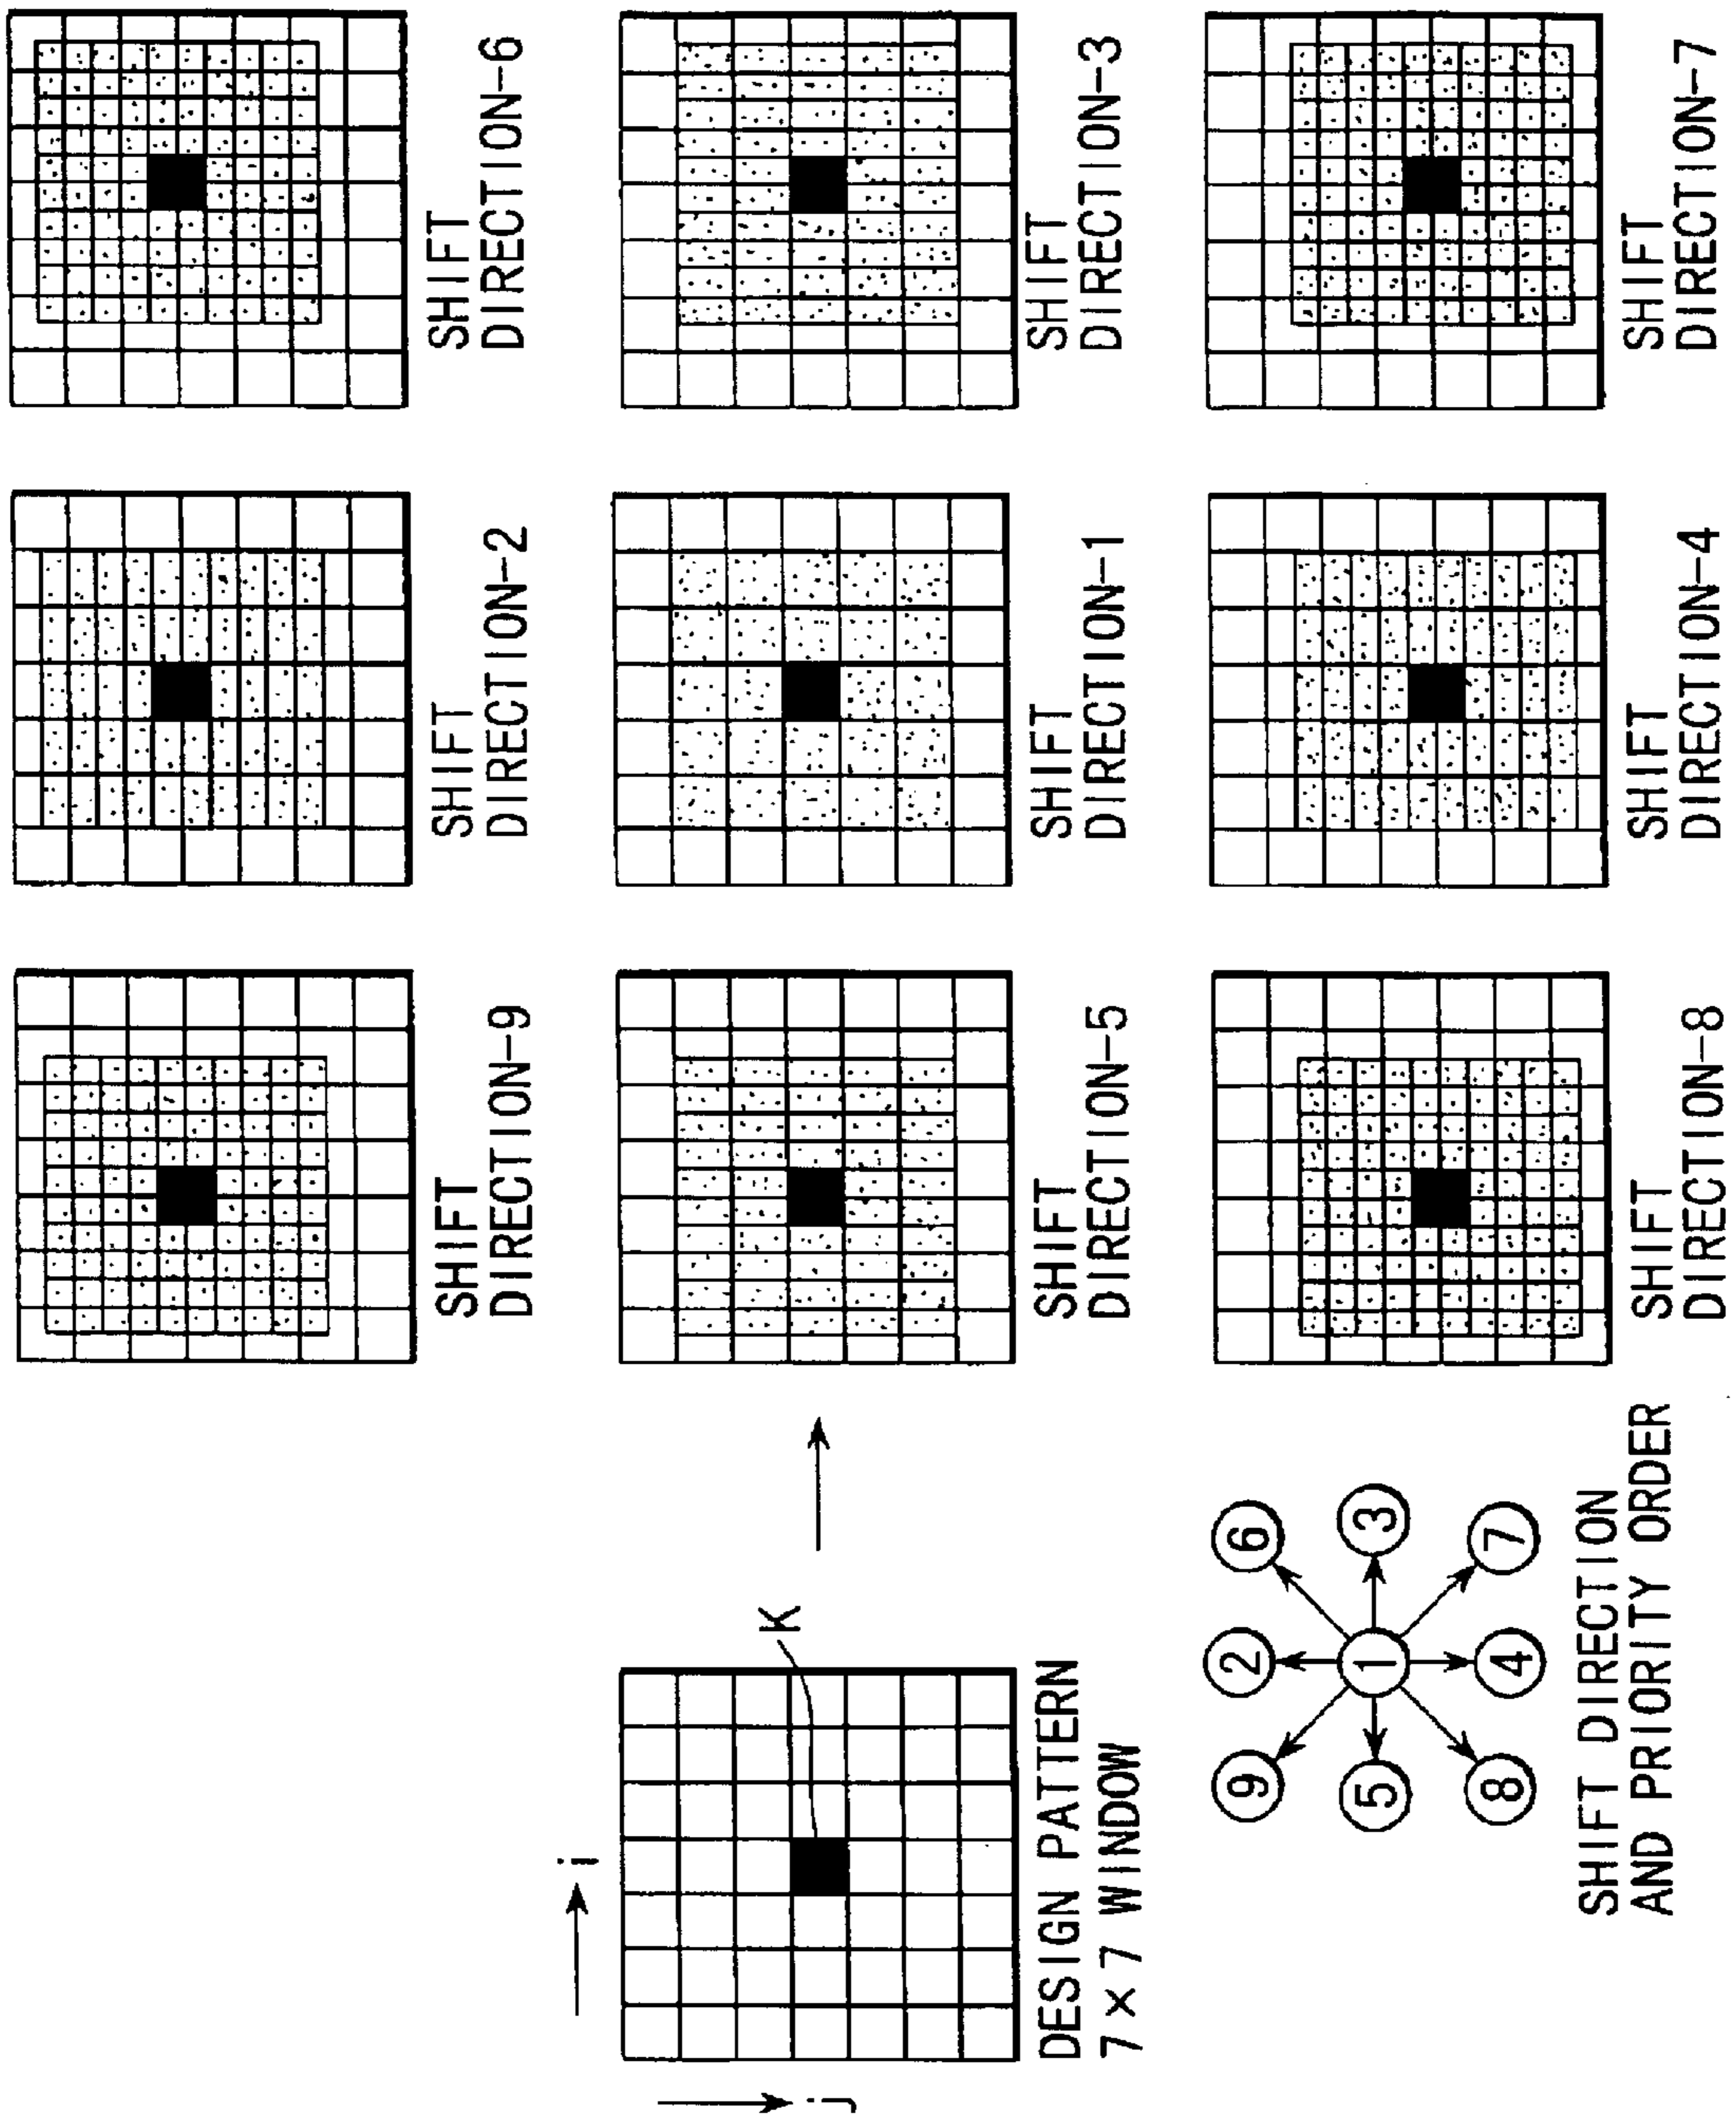 SHIFT
DIRECTION-9
SHIFT
DIRECTION-2
SHIFT
DIRECTION-6
i
j
K
DESIGN PATTERN
7×7 WINDOW
SHIFT
DIRECTION-5
SHIFT
DIRECTION-1
SHIFT
DIRECTION-3
9 2 6
5 1 3
8 4 7
SHIFT DIRECTION
AND PRIORITY ORDER
SHIFT
DIRECTION-8
SHIFT
DIRECTION-4
SHIFT
DIRECTION-7